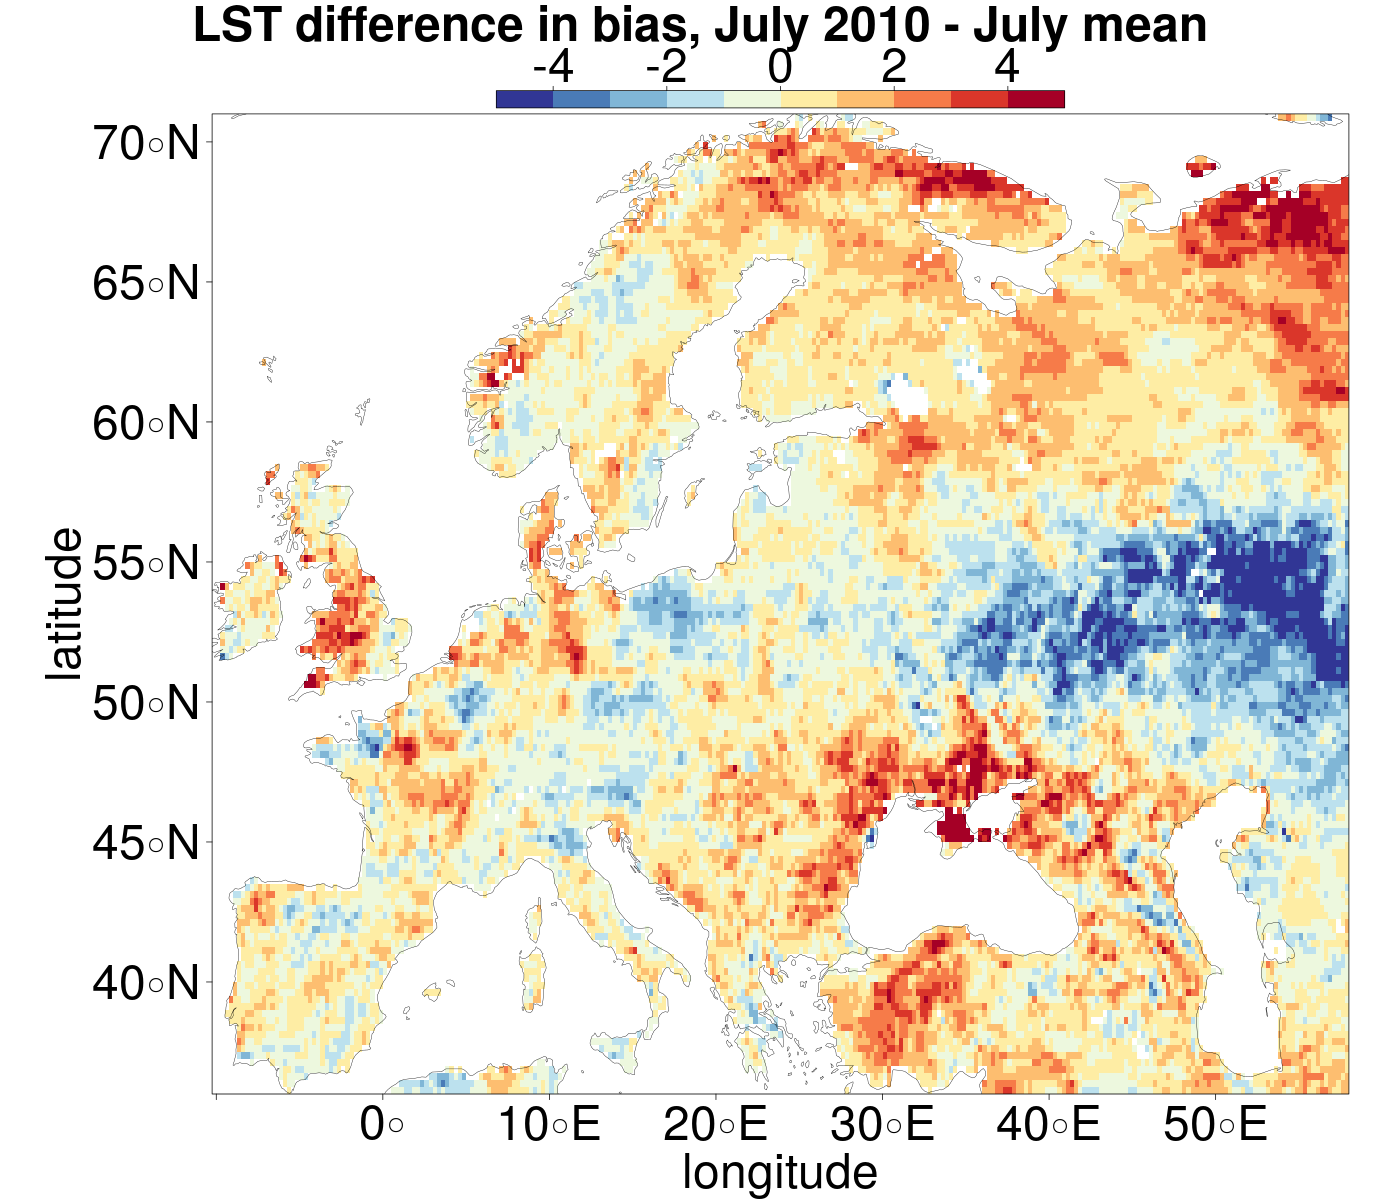 LST difference in bias, July 2010 - July mean
-4 -2 0 2 4
70◦N
65◦N
60◦N
55◦N
50◦N
45◦N
40◦N
latitude
0◦ 10◦E 20◦E 30◦E 40◦E 50◦E
longitude